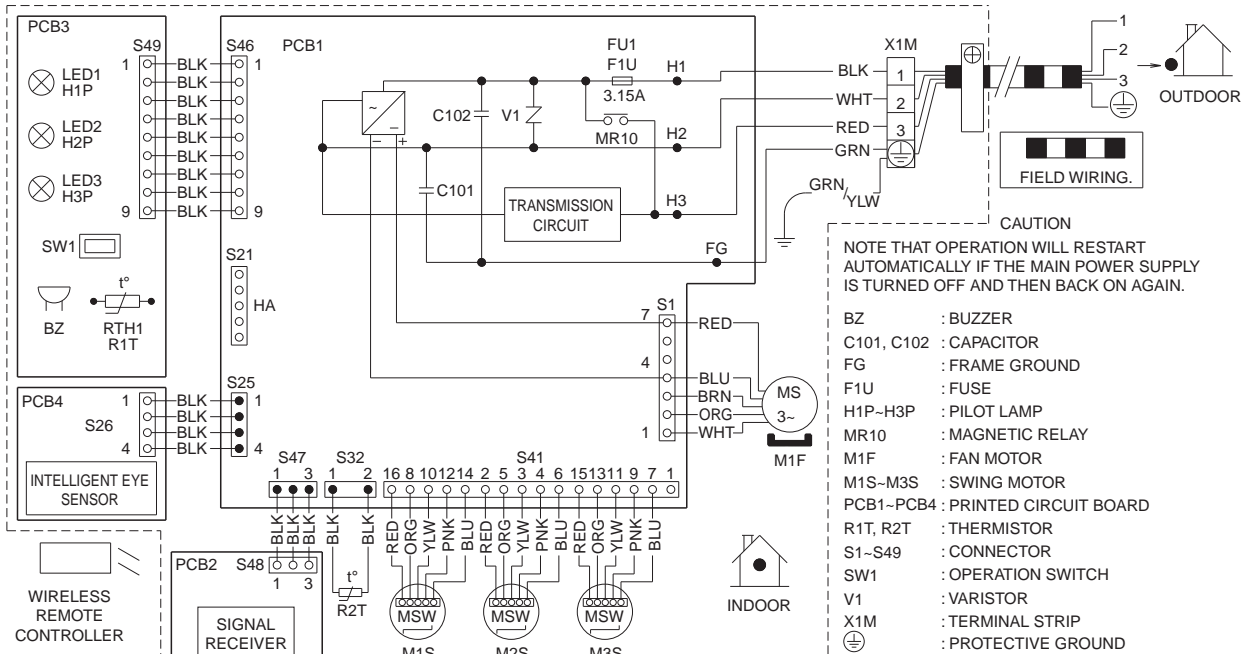 PCB3
S49
S46
PCB1
FU1
F1U
3.15A
H1
X1M
1
2
3
OUTDOOR
LED1
H1P
LED2
H2P
LED3
H3P
1 BLK 1
BLK
BLK
BLK
BLK
BLK
BLK
BLK
9 BLK 9
~
−
− +
C102
V1
MR10
H2
C101
TRANSMISSION
CIRCUIT
H3
FG
BLK 1
WHT 2
RED 3
GRN
GRN/YLW
FIELD WIRING.
SW1
BZ
t°
RTH1
R1T
S21
HA
CAUTION
NOTE THAT OPERATION WILL RESTART
AUTOMATICALLY IF THE MAIN POWER SUPPLY
IS TURNED OFF AND THEN BACK ON AGAIN.
S1
7 RED
4
BLU
BRN
ORG
1 WHT
MS
3~
M1F
PCB4
S26
1 BLK 1
BLK
BLK
4 BLK 4
S25
INTELLIGENT EYE
SENSOR
S47
1 3
S32
1 2
S41
16 8 10 12 14 2 5 3 4 6 15 13 11 9 7 1
BLK BLK BLK
BLK BLK
RED ORG YLW PNK BLU RED ORG YLW PNK BLU RED ORG YLW PNK BLU
PCB2
S48
1 3
SIGNAL
RECEIVER
t°
R2T
MSW
M1S
MSW
M2S
MSW
M3S
INDOOR
WIRELESS
REMOTE
CONTROLLER
BZ : BUZZER
C101, C102 : CAPACITOR
FG : FRAME GROUND
F1U : FUSE
H1P~H3P : PILOT LAMP
MR10 : MAGNETIC RELAY
M1F : FAN MOTOR
M1S~M3S : SWING MOTOR
PCB1~PCB4 : PRINTED CIRCUIT BOARD
R1T, R2T : THERMISTOR
S1~S49 : CONNECTOR
SW1 : OPERATION SWITCH
V1 : VARISTOR
X1M : TERMINAL STRIP
: PROTECTIVE GROUND